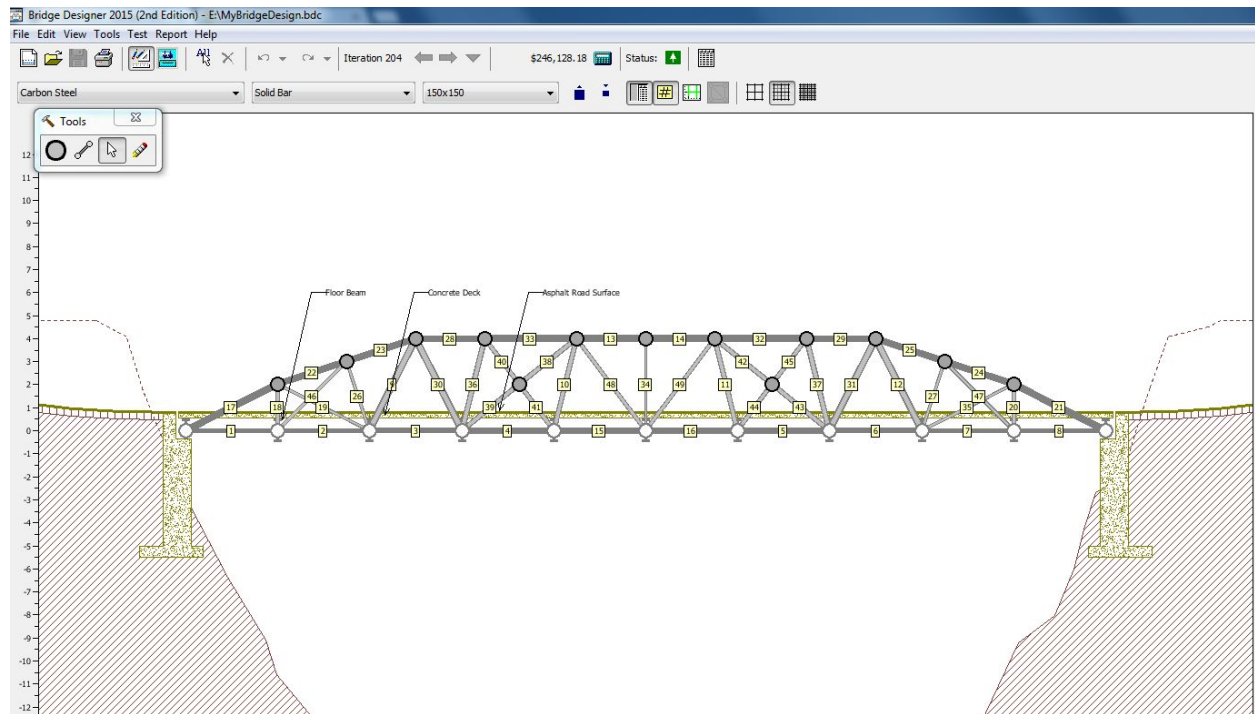 Bridge Designer 2015 (2nd Edition) - E:\MyBridgeDesign.bdc
File Edit View Tools Test Report Help
Iteration 204 $246,128.18 Status:
Carbon Steel Solid Bar 150x150
Tools
12
11
10
9
8
7
6
Floor Beam Concrete Deck Asphalt Road Surface
5
4
28 33 13 14 32 29
23 25
3
40 38 42 45
22 24
2
9 30 36 10 48 34 49 11 37 31 12
46 26 27 47
1
17 18 19 39 41 44 43 35 20 21
0
1 2 3 4 15 16 5 6 7 8
-1
-2
-3
-4
-5
-6
-7
-8
-9
-10
-11
-12